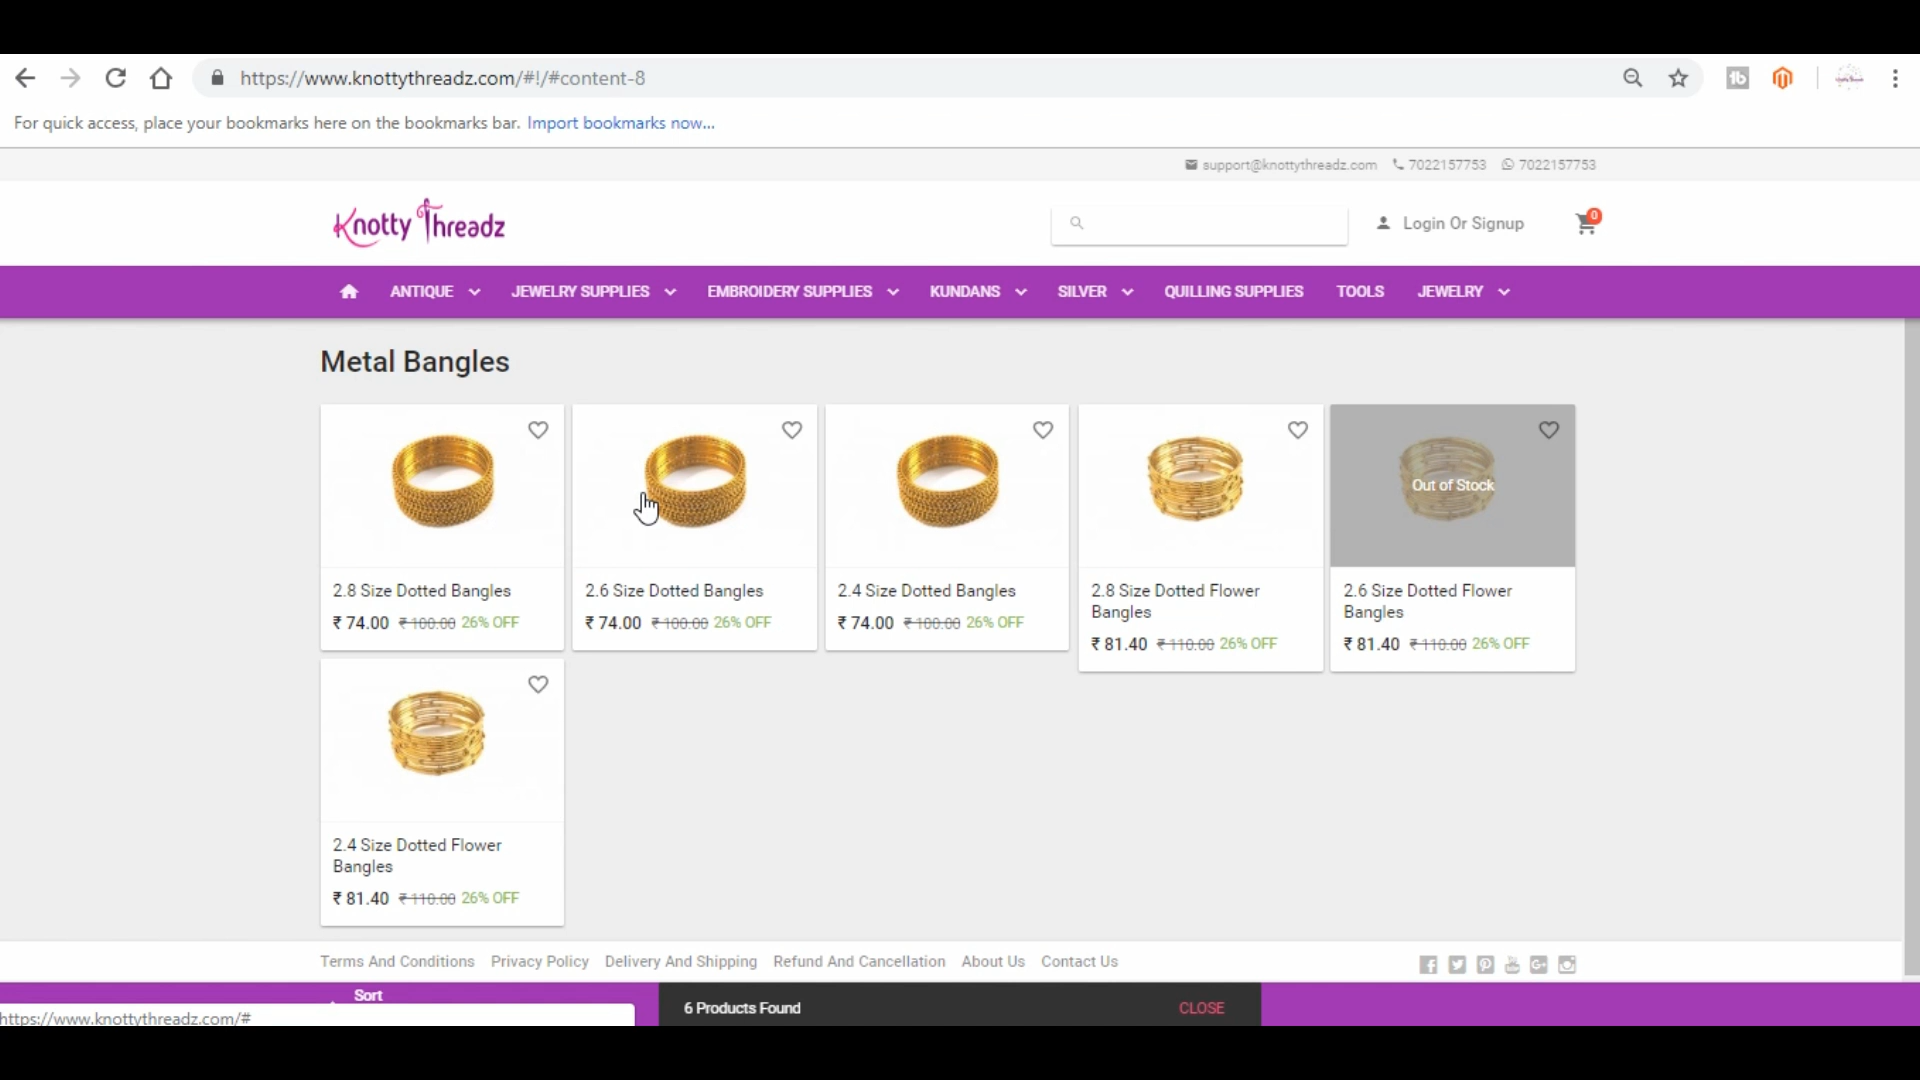 https://www.knottythreadz.com/#!/#content-8
For quick access, place your bookmarks here on the bookmarks bar. Import bookmarks now...
support@knottythreadz.com 7022157753 7022157753
Knotty Threadz
Login Or Signup
0
ANTIQUE JEWELRY SUPPLIES EMBROIDERY SUPPLIES KUNDANS SILVER QUILLING SUPPLIES TOOLS JEWELRY
Metal Bangles
Out of Stock
2.8 Size Dotted Bangles
₹ 74.00 ₹ 100.00 26% OFF
2.6 Size Dotted Bangles
₹ 74.00 ₹ 100.00 26% OFF
2.4 Size Dotted Bangles
₹ 74.00 ₹ 100.00 26% OFF
2.8 Size Dotted Flower
Bangles
₹ 81.40 ₹ 110.00 26% OFF
2.6 Size Dotted Flower
Bangles
₹ 81.40 ₹ 110.00 26% OFF
2.4 Size Dotted Flower
Bangles
₹ 81.40 ₹ 110.00 26% OFF
Terms And Conditions Privacy Policy Delivery And Shipping Refund And Cancellation About Us Contact Us
Sort
6 Products Found CLOSE
https://www.knottythreadz.com/#